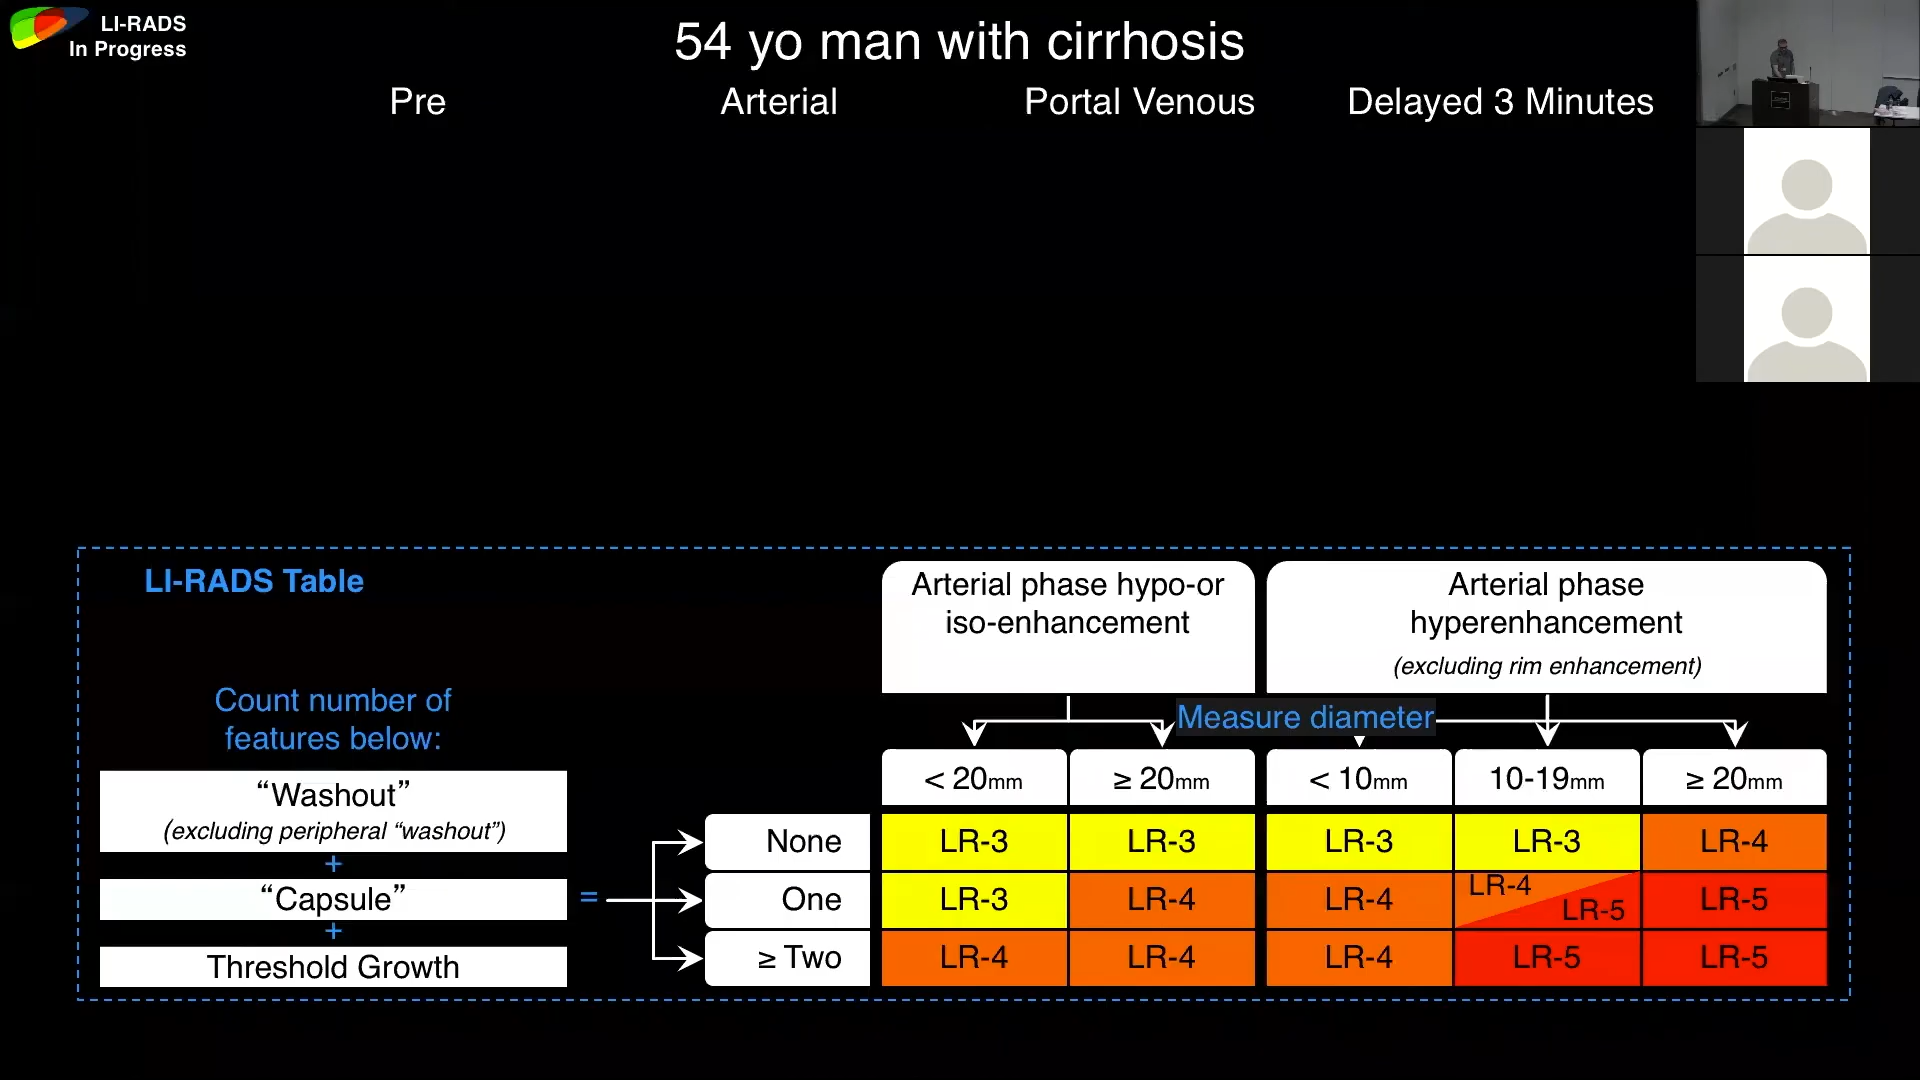 LI-RADS
In Progress
54 yo man with cirrhosis
Pre
Arterial
Portal Venous
Delayed 3 Minutes
LI-RADS Table
Arterial phase hypo-or
iso-enhancement
Arterial phase
hyperenhancement
(excluding rim enhancement)
Count number of
features below:
Measure diameter
“Washout”
(excluding peripheral “washout”)
+
“Capsule”
+
Threshold Growth
=
< 20mm
≥ 20mm
< 10mm
10-19mm
≥ 20mm
None
LR-3
LR-3
LR-3
LR-3
LR-4
One
LR-3
LR-4
LR-4
LR-4
LR-5
LR-5
≥ Two
LR-4
LR-4
LR-4
LR-5
LR-5